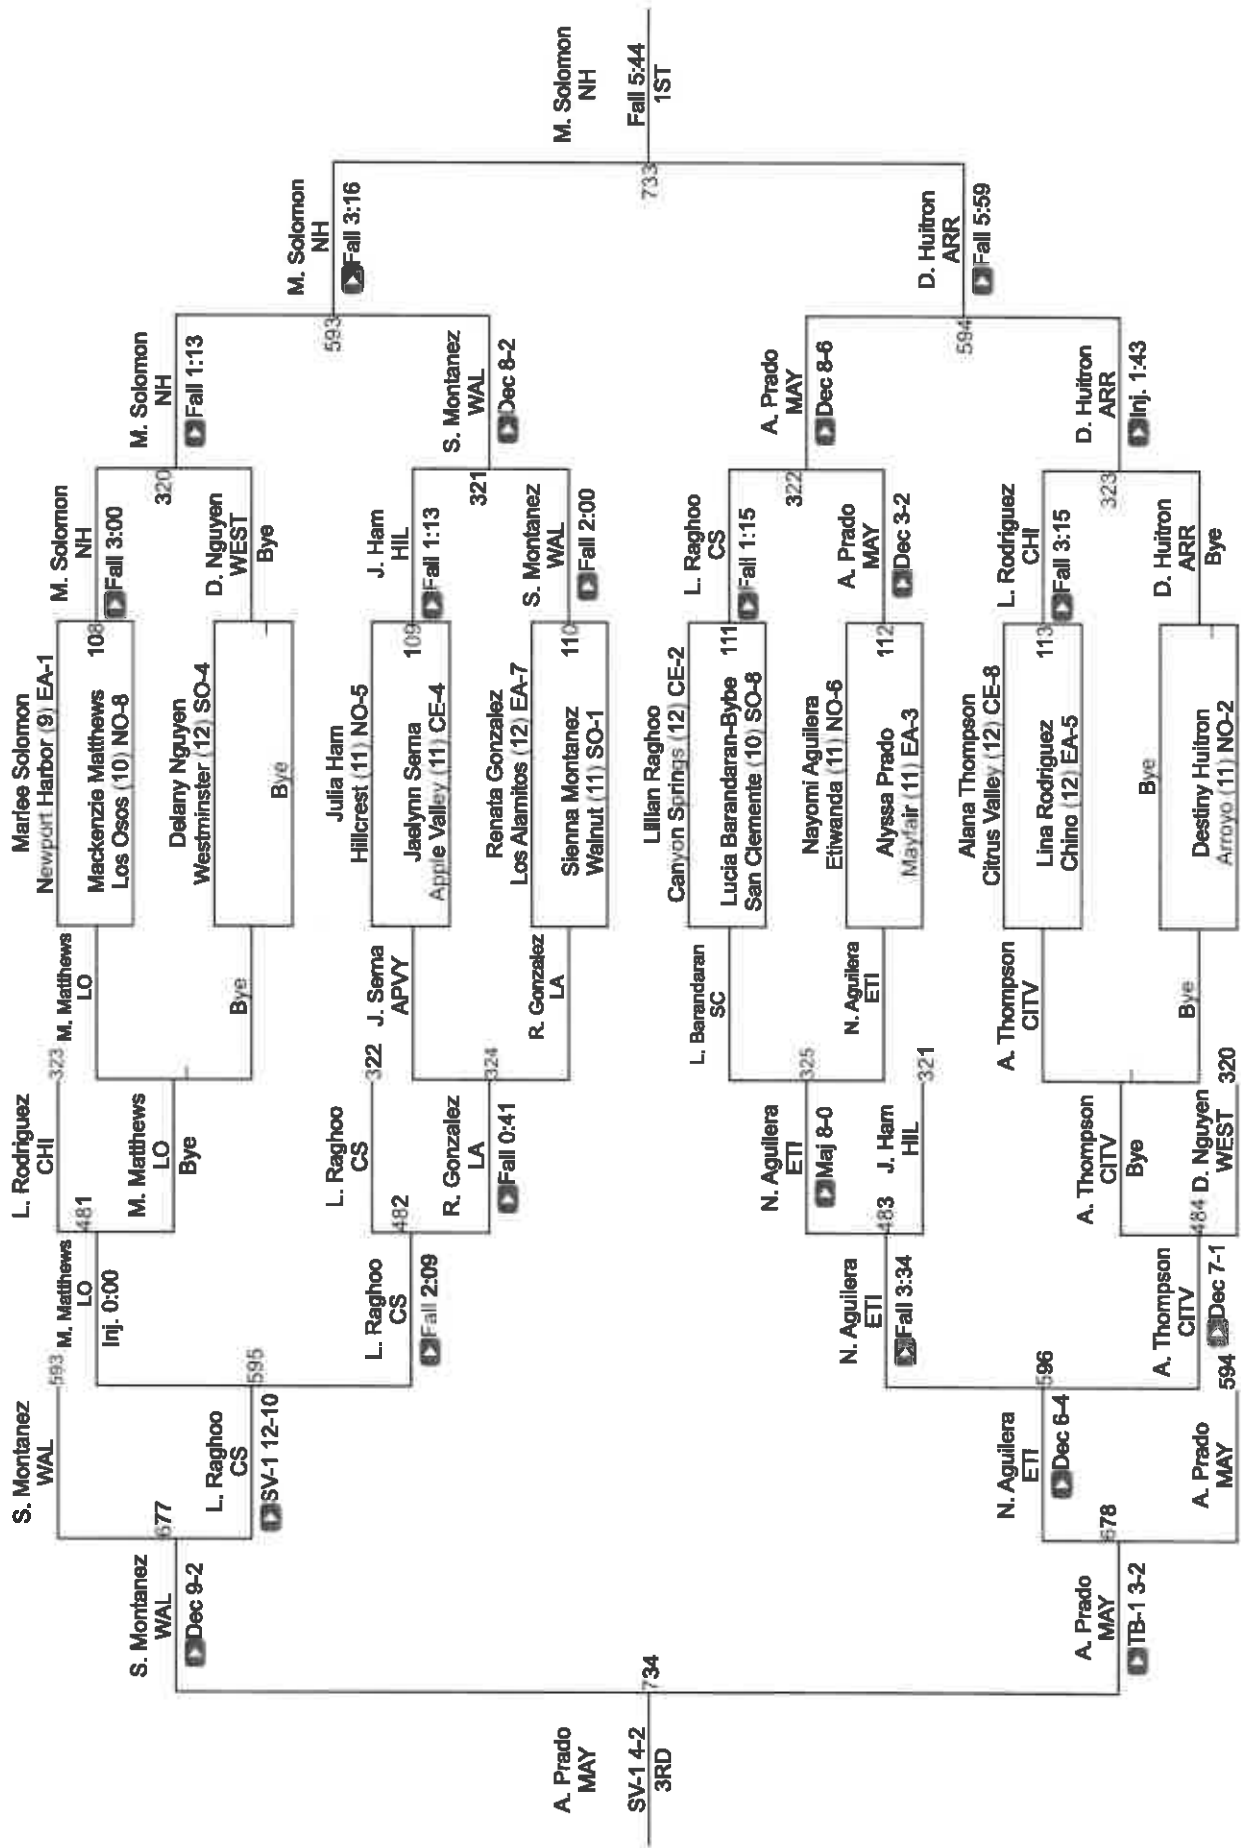 Marlee Solomon
Newport Harbor (9) EA-1
Mackenzie Matthews
Los Osos (10) NO-8
108
Delany Nguyen
Westminster (12) SO-4
Bye
Julia Ham
Hillcrest (11) NO-5
Jaelynn Serna
Apple Valley (11) CE-4
109
Renata Gonzalez
Los Alamitos (12) EA-7
Sienna Montanez
Walnut (11) SO-1
110
Lillian Raghoo
Canyon Springs (12) CE-2
Lucia Barandaran-Bybe
San Clemente (10) SO-8
111
Nayomi Aguilera
Etiwanda (11) NO-6
Alyssa Prado
Mayfair (11) EA-3
112
Alana Thompson
Citrus Valley (12) CE-8
Lina Rodriguez
Chino (12) EA-5
113
Bye
Destiny Huitron
Arroyo (11) NO-2
M. Solomon
NH
Fall 3:00
D. Nguyen
WEST
Bye
J. Ham
HIL
Fall 1:13
S. Montanez
WAL
Fall 2:00
L. Raghoo
CS
Fall 1:15
A. Prado
MAY
Dec 3-2
L. Rodriguez
CHI
Fall 3:15
D. Huitron
ARR
Bye
320
M. Solomon
NH
Fall 1:13
321
S. Montanez
WAL
Dec 8-2
322
A. Prado
MAY
Dec 8-6
323
D. Huitron
ARR
Inj. 1:43
593
M. Solomon
NH
Fall 3:16
594
D. Huitron
ARR
Fall 5:59
733
M. Solomon
NH
Fall 5:44
1ST
M. Matthews
LO
Bye
J. Serna
APVY
R. Gonzalez
LA
L. Barandaran
SC
N. Aguilera
ETI
A. Thompson
CITV
Bye
323
L. Rodriguez
CHI
M. Matthews
LO
Bye
322
L. Raghoo
CS
324
R. Gonzalez
LA
Fall 0:41
325
N. Aguilera
ETI
Maj 8-0
321
J. Ham
HIL
A. Thompson
CITV
Bye
320
D. Nguyen
WEST
481
M. Matthews
LO
Inj. 0:00
482
L. Raghoo
CS
Fall 2:09
483
N. Aguilera
ETI
Fall 3:34
484
A. Thompson
CITV
Dec 7-1
593
S. Montanez
WAL
595
L. Raghoo
CS
SV-1 12-10
596
N. Aguilera
ETI
Dec 6-4
594
A. Prado
MAY
677
S. Montanez
WAL
Dec 9-2
678
A. Prado
MAY
TB-1 3-2
734
A. Prado
MAY
SV-1 4-2
3RD